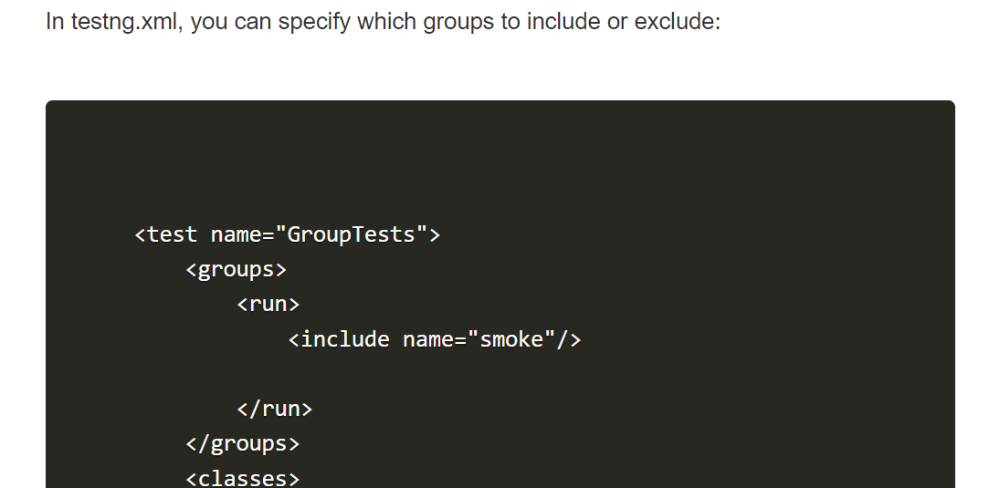 In testng.xml, you can specify which groups to include or exclude:
<test name="GroupTests">
<groups>
<run>
<include name="smoke"/>
</run>
</groups>
<classes>